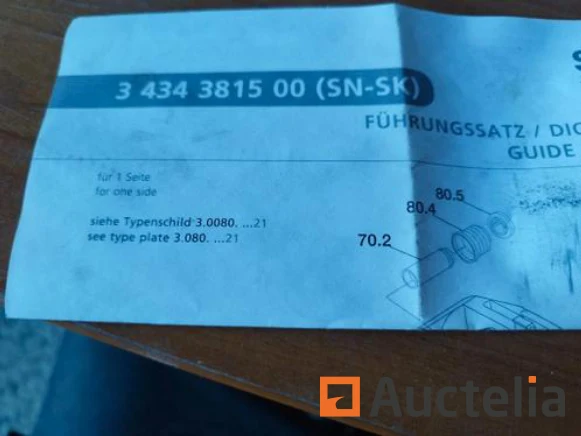 3 434 3815 00 (SN-SK)
FÜHRUNGSSATZ /
GUIDE
für 1 Seite
for one side
siehe Typenschild 3.0080. ...21
see type plate 3.080. ...21
80.5
80.4
70.2
Auctelia